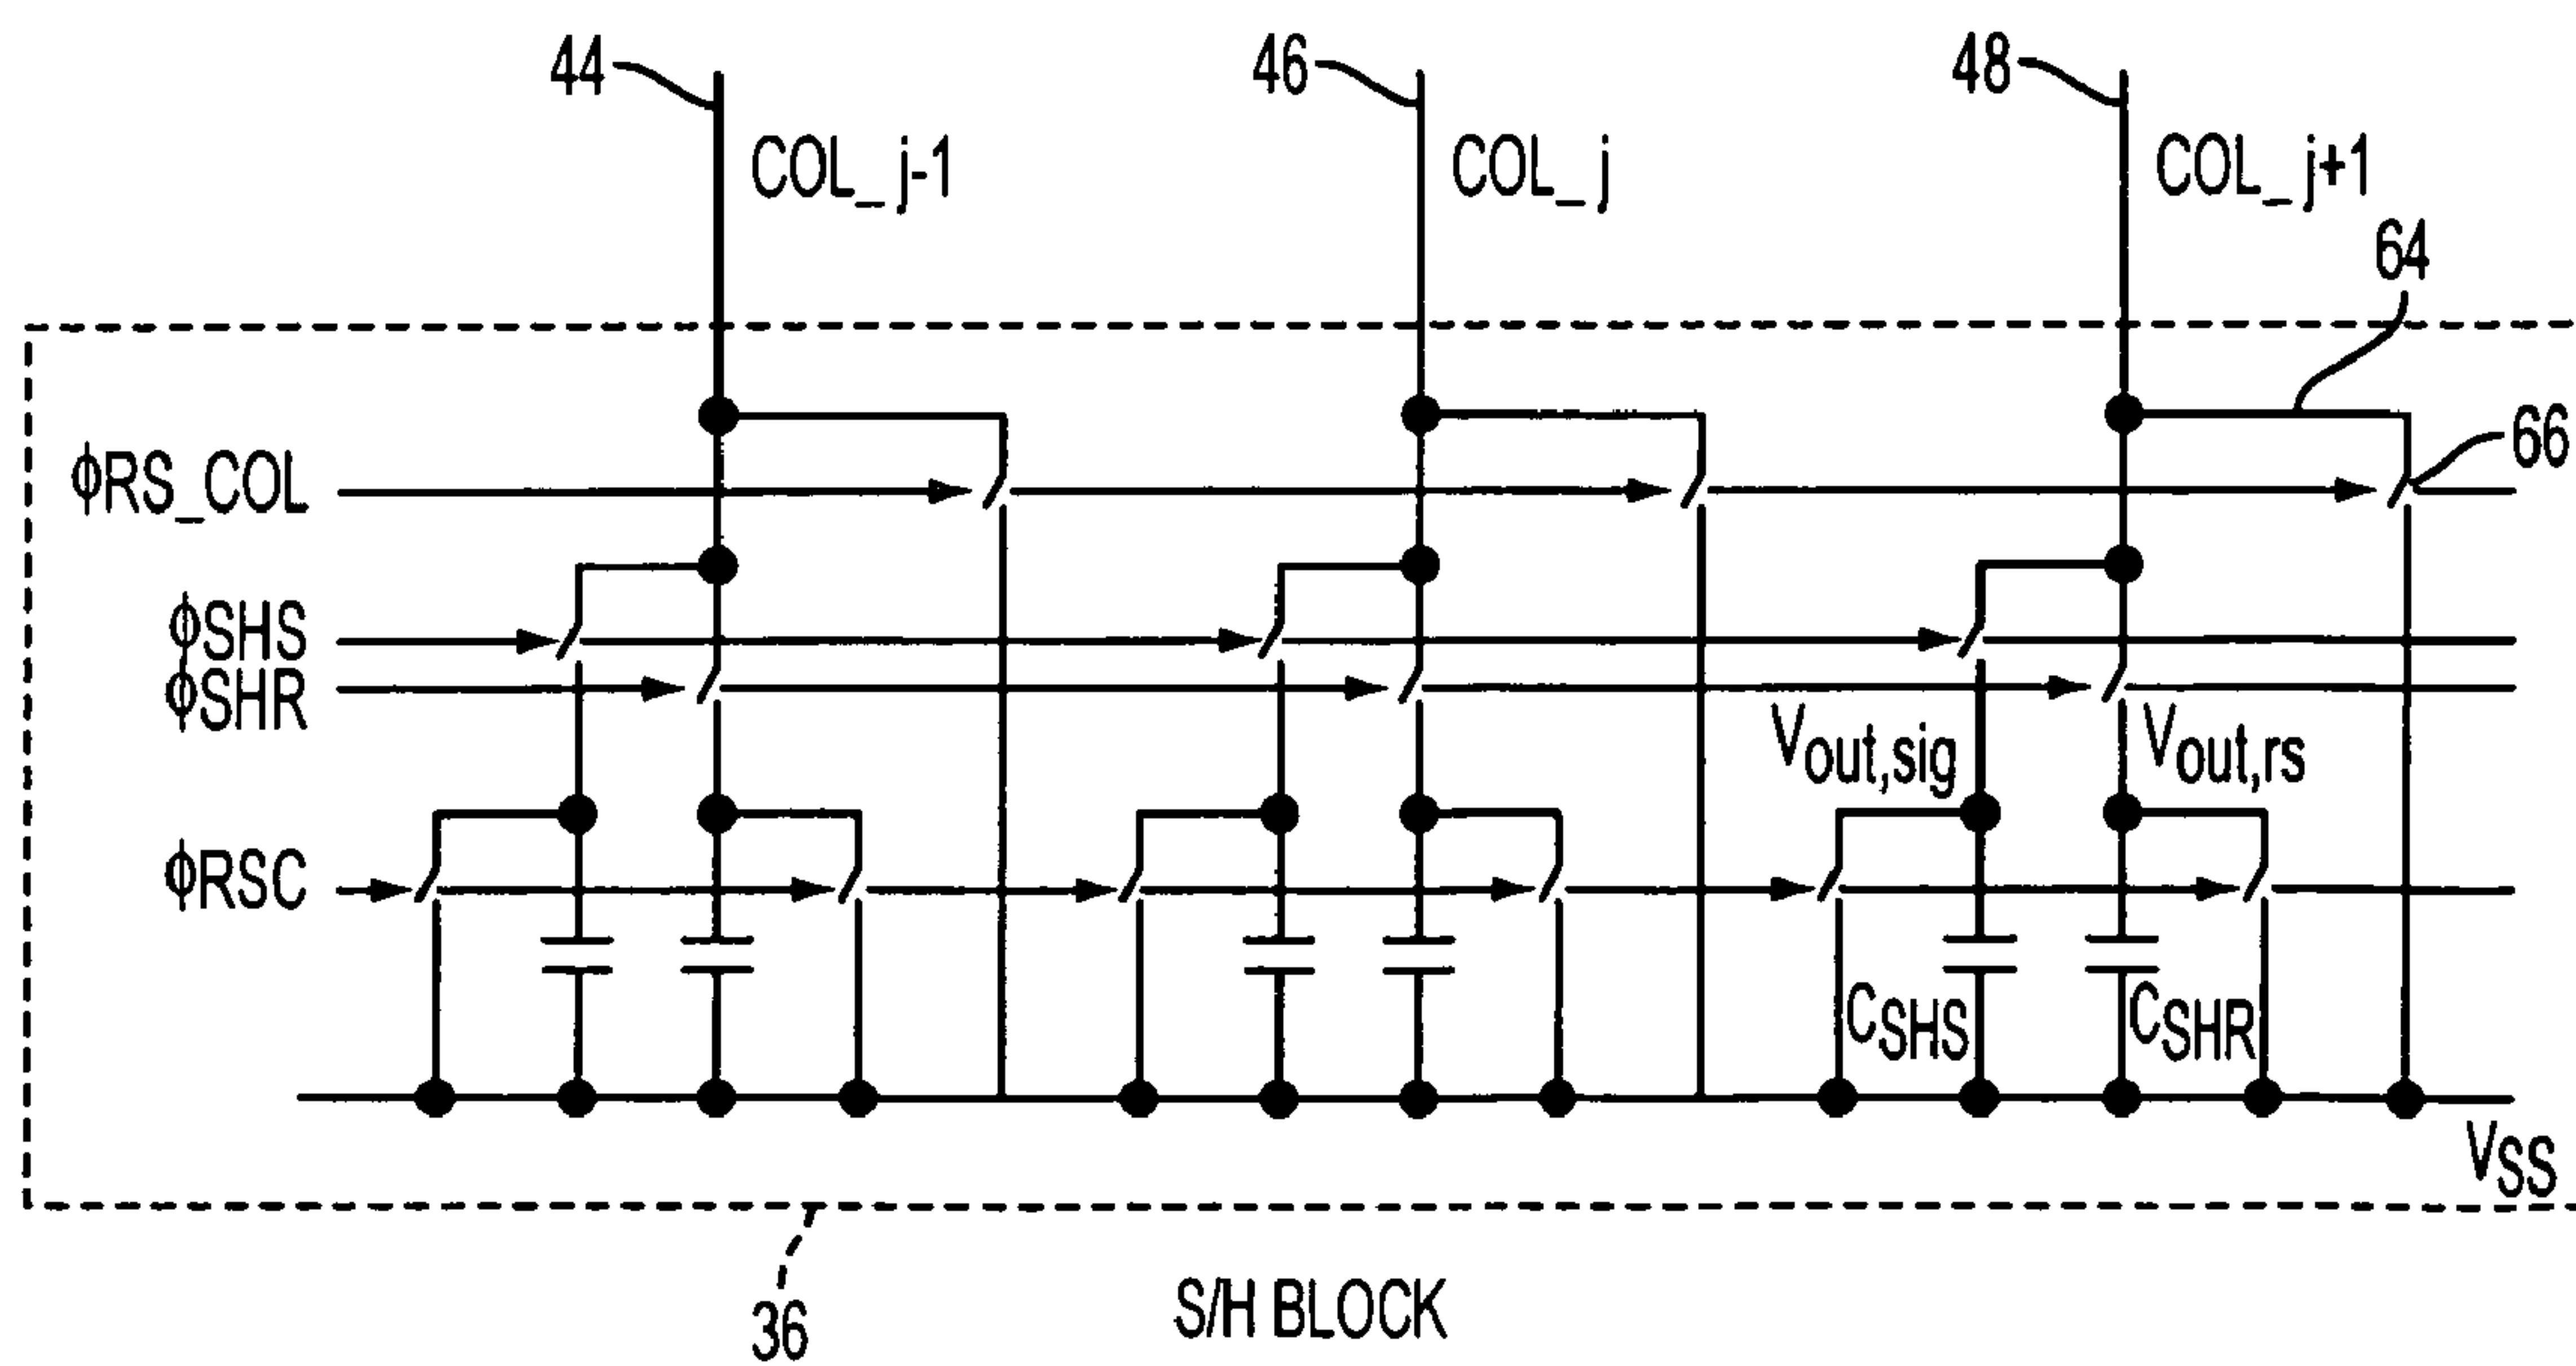 44
46
48
COL_ j-1
COL_ j
COL_ j+1
64
66
ϕRS_COL
ϕSHS
ϕSHR
Vout,sig
Vout,rs
ϕRSC
CSHS
CSHR
VSS
36
S/H BLOCK